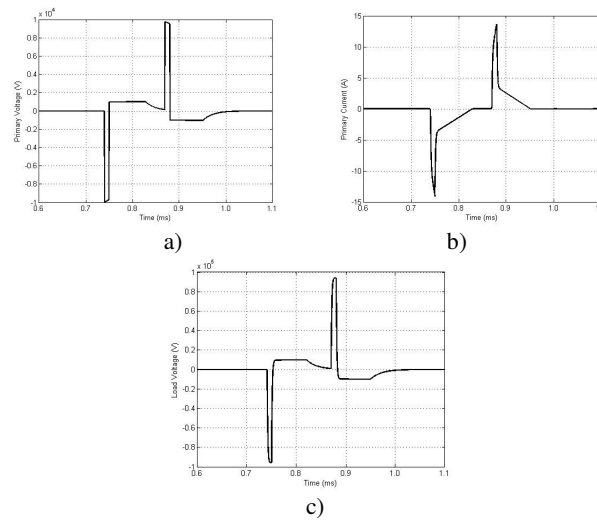 x 10^4
1
0.8
0.6
0.4
0.2
0
-0.2
-0.4
-0.6
-0.8
-1
Primary Voltage (V)
0.6 0.7 0.8 0.9 1.0 1.1
Time (ms)
a)
15
10
5
0
-5
-10
-15
Primary Current (A)
0.6 0.7 0.8 0.9 1.0 1.1
Time (ms)
b)
x 10^5
1
0.8
0.6
0.4
0.2
0
-0.2
-0.4
-0.6
-0.8
-1
Load Voltage (V)
0.6 0.7 0.8 0.9 1.0 1.1
Time (ms)
c)